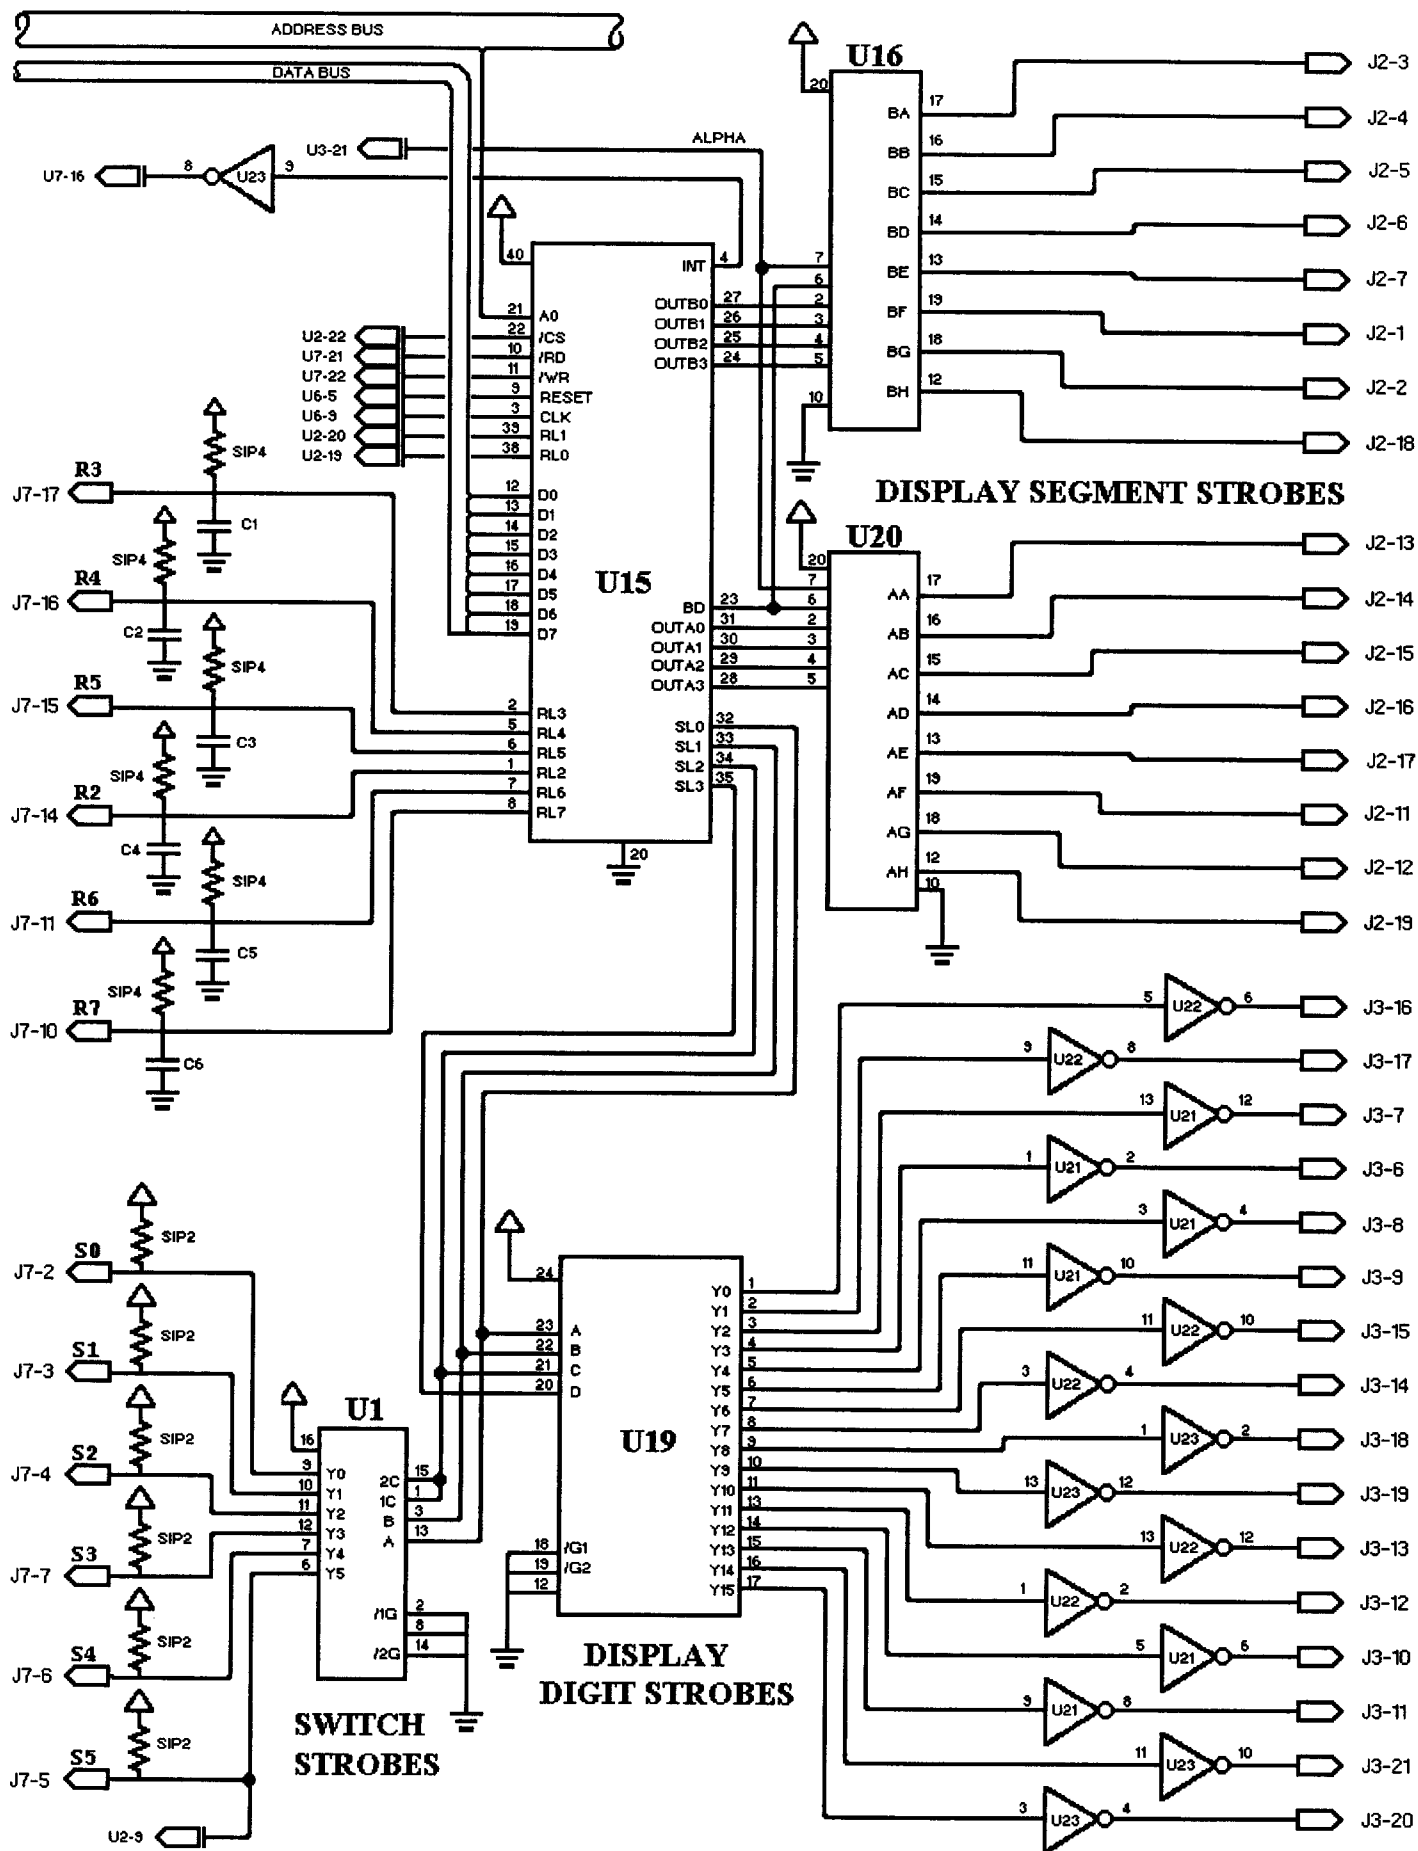 ADDRESS BUS
DATA BUS
U3-21
ALPHA
U7-16
8
U23
9
U16
20
BA
17
J2-3
BB
16
J2-4
BC
15
J2-5
BD
14
J2-6
7
BE
13
J2-7
6
2
BF
19
J2-1
3
4
BG
18
J2-2
5
BH
12
J2-18
10
DISPLAY SEGMENT STROBES
40
INT
4
OUTB0
27
OUTB1
26
OUTB2
25
OUTB3
24
21
A0
U2-22
22
/CS
U7-21
10
/RD
U7-22
11
/WR
U6-5
9
RESET
U6-9
3
CLK
U2-20
39
RL1
U2-19
38
RL0
12
D0
13
D1
14
D2
15
D3
16
D4
17
D5
18
D6
19
D7
U15
BD
23
OUTA0
31
OUTA1
30
OUTA2
29
OUTA3
28
SL0
32
SL1
33
SL2
34
SL3
35
2
RL3
5
RL4
6
RL5
1
RL2
7
RL6
8
RL7
20
SIP4
R3
J7-17
C1
SIP4
R4
J7-16
C2
SIP4
R5
J7-15
C3
SIP4
R2
J7-14
C4
SIP4
R6
J7-11
C5
SIP4
R7
J7-10
C6
U20
20
7
6
2
3
4
5
AA
17
J2-13
AB
16
J2-14
AC
15
J2-15
AD
14
J2-16
AE
13
J2-17
AF
19
J2-11
AG
18
J2-12
AH
12
J2-19
10
5
U22
6
J3-16
9
U22
8
J3-17
13
U21
12
J3-7
1
U21
2
J3-6
3
U21
4
J3-8
11
U21
10
J3-9
11
U22
10
J3-15
3
U22
4
J3-14
1
U23
2
J3-18
13
U23
12
J3-19
13
U22
12
J3-13
1
U22
2
J3-12
5
U21
6
J3-10
9
U21
8
J3-11
11
U23
10
J3-21
3
U23
4
J3-20
24
23
A
22
B
21
C
20
D
U19
18
/G1
19
/G2
12
Y0
1
Y1
2
Y2
3
Y3
4
Y4
5
Y5
6
Y6
7
Y7
8
Y8
9
Y9
10
Y10
11
Y11
13
Y12
14
Y13
15
Y14
16
Y15
17
DISPLAY
DIGIT STROBES
SIP2
S0
J7-2
SIP2
S1
J7-3
SIP2
S2
J7-4
SIP2
S3
J7-7
SIP2
S4
J7-6
SIP2
S5
J7-5
U2-9
U1
16
9
Y0
10
Y1
11
Y2
12
Y3
7
Y4
6
Y5
2C
15
1C
1
B
3
A
13
/1G
2
8
/2G
14
SWITCH
STROBES